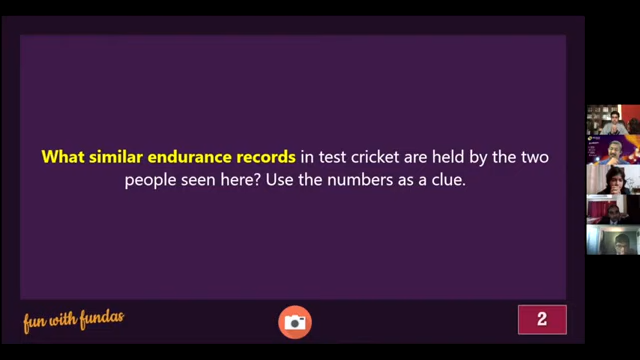 What similar endurance records in test cricket are held by the two
people seen here? Use the numbers as a clue.
fun with fundas
2